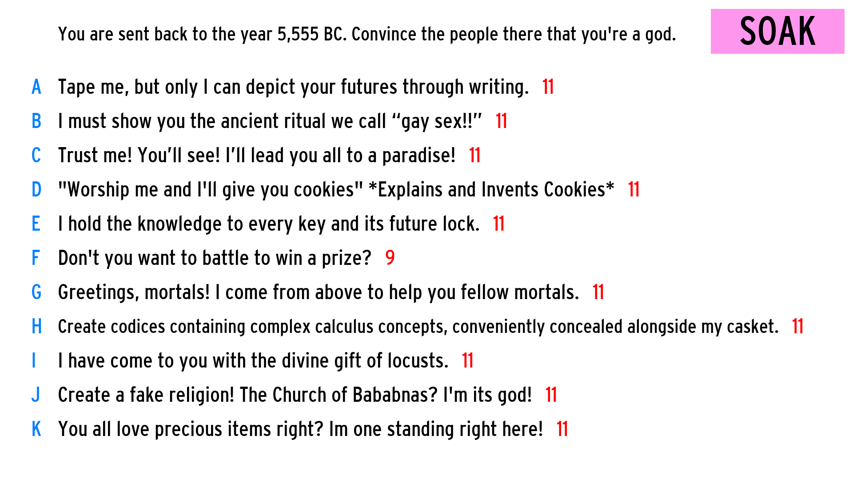 You are sent back to the year 5,555 BC. Convince the people there that you're a god.
SOAK
A Tape me, but only I can depict your futures through writing. 11
B I must show you the ancient ritual we call “gay sex!!” 11
C Trust me! You’ll see! I’ll lead you all to a paradise! 11
D "Worship me and I'll give you cookies" *Explains and Invents Cookies* 11
E I hold the knowledge to every key and its future lock. 11
F Don't you want to battle to win a prize? 9
G Greetings, mortals! I come from above to help you fellow mortals. 11
H Create codices containing complex calculus concepts, conveniently concealed alongside my casket. 11
I I have come to you with the divine gift of locusts. 11
J Create a fake religion! The Church of Bababnas? I'm its god! 11
K You all love precious items right? Im one standing right here! 11